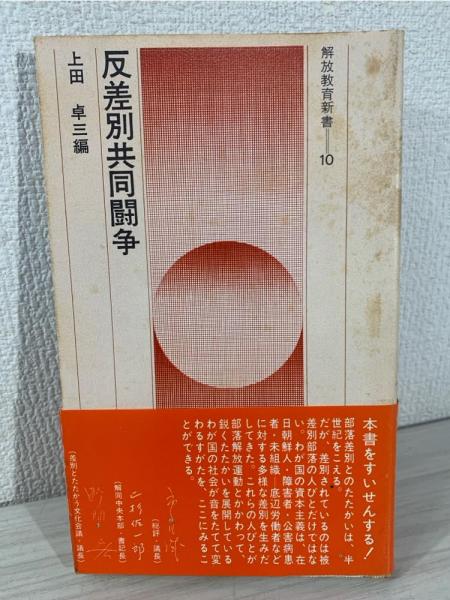 解放教育新書=10
反差別共同闘争
上田 卓三編
本書をすいせんする!
部落差別とのたたかいは、半
世紀を超える。
だが、差別されているのは被
差別部落の人びとだけではな
い。わが国の資本主義は、在
日朝鮮人・障害者・公害病患
者・未組織—底辺労働者など
に対する多様な差別を生みだ
してきた。これらの人びとが
部落解放運動とかかわって、
鋭くたたかいを展開している
わが国の社会が音をたてて変
わるすがたを、ここにみるこ
とができる。
(総評・議長)
上杉佐一郎
(解同中央本部・書記長)
(差別とたたかう文化会議・議長)